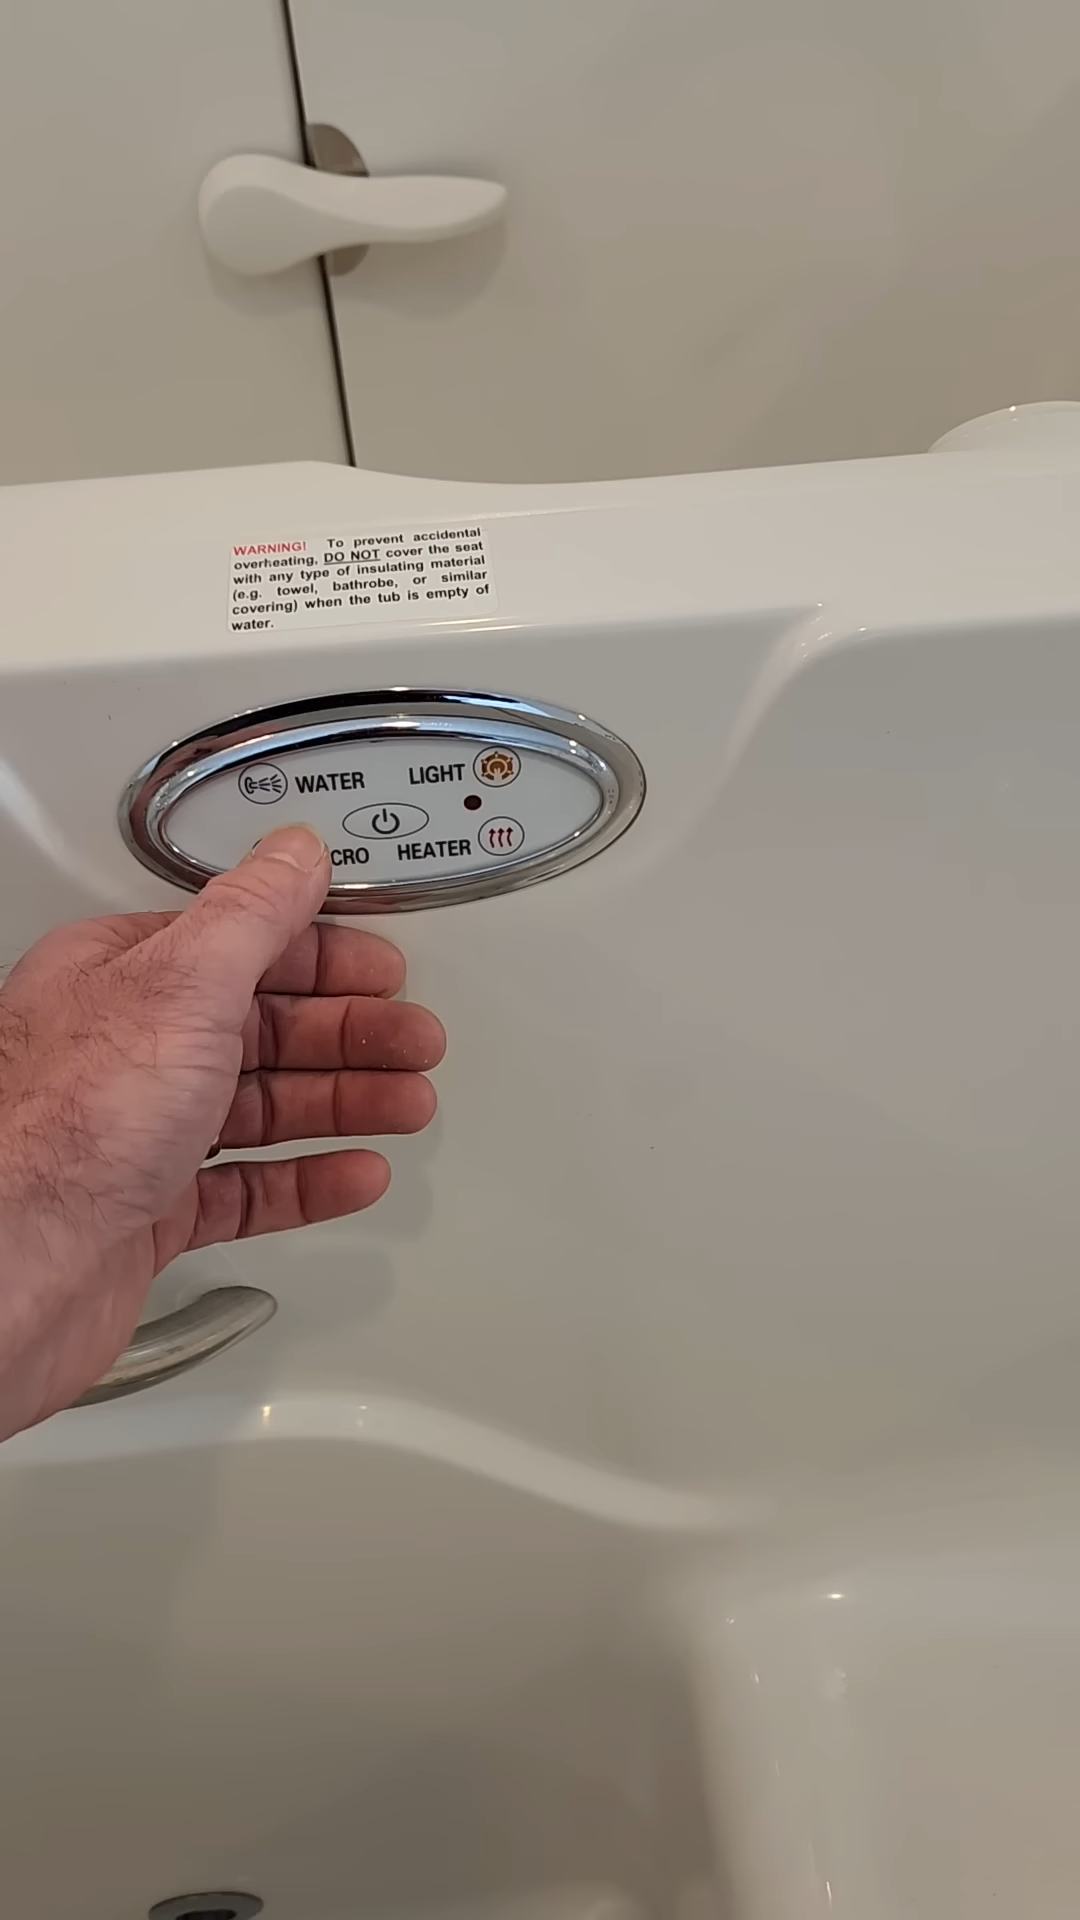 WARNING! To prevent accidental
overheating, DO NOT cover the seat
with any type of insulating material
(e.g. towel, bathrobe, or similar
covering) when the tub is empty of
water.
WATER LIGHT
CRO HEATER